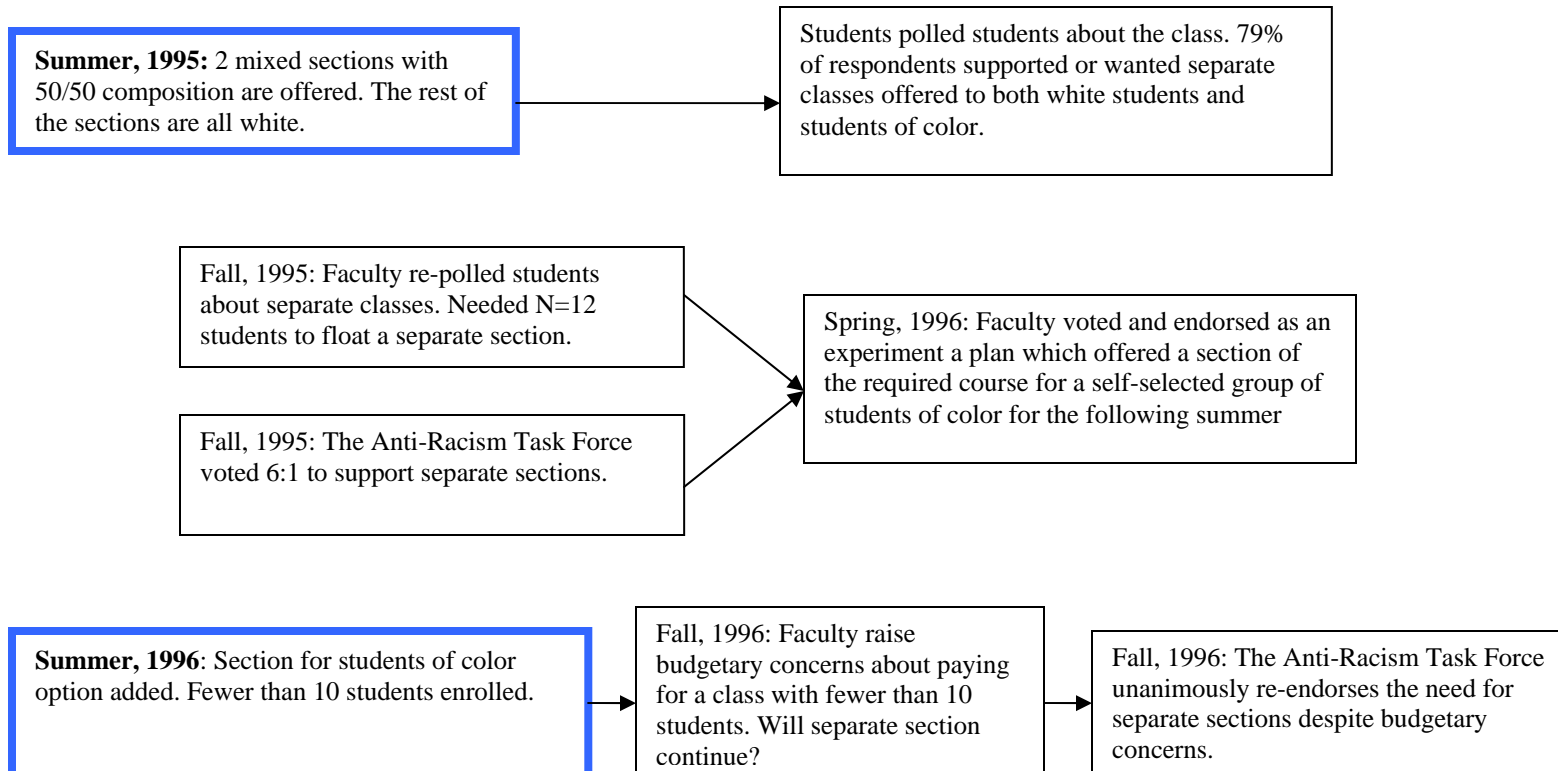 Summer, 1995: 2 mixed sections with
50/50 composition are offered. The rest of
the sections are all white.
Students polled students about the class. 79%
of respondents supported or wanted separate
classes offered to both white students and
students of color.
Fall, 1995: Faculty re-polled students
about separate classes. Needed N=12
students to float a separate section.
Fall, 1995: The Anti-Racism Task Force
voted 6:1 to support separate sections.
Spring, 1996: Faculty voted and endorsed as an
experiment a plan which offered a section of
the required course for a self-selected group of
students of color for the following summer
Summer, 1996: Section for students of color
option added. Fewer than 10 students enrolled.
Fall, 1996: Faculty raise
budgetary concerns about paying
for a class with fewer than 10
students. Will separate section
continue?
Fall, 1996: The Anti-Racism Task Force
unanimously re-endorses the need for
separate sections despite budgetary
concerns.